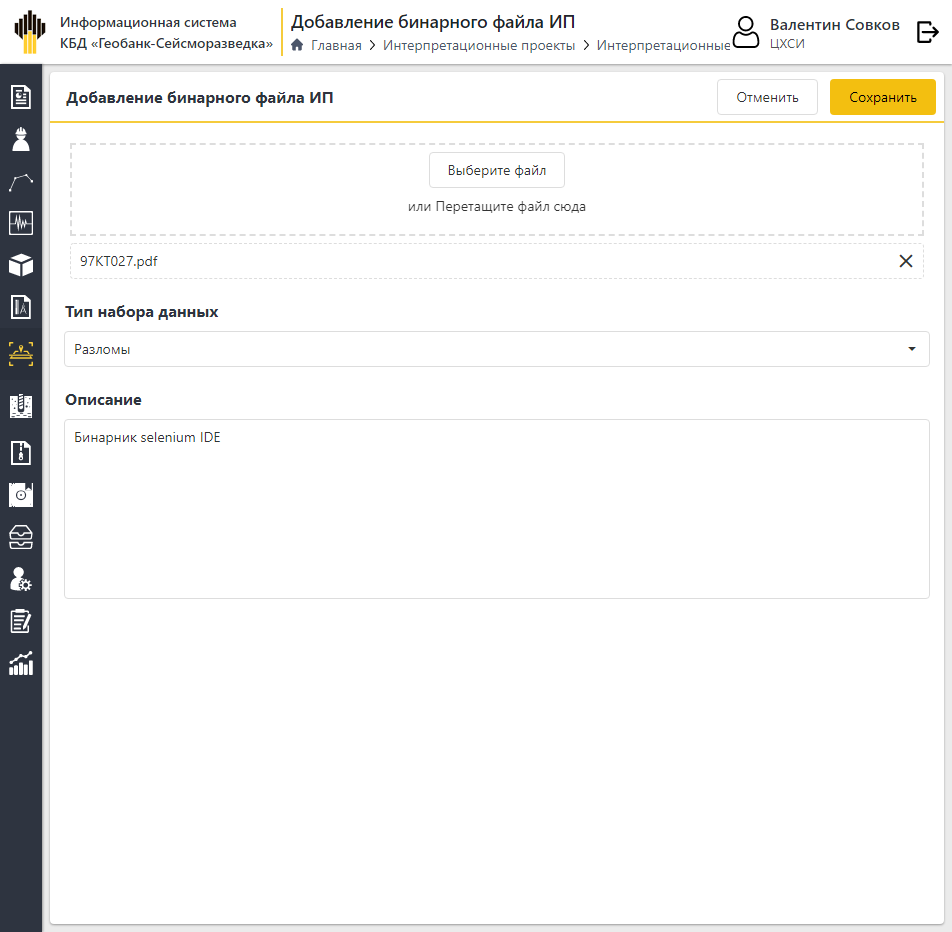 Информационная система
КБД «Геобанк-Сейсморазведка»
Добавление бинарного файла ИП
Главная > Интерпретационные проекты > Интерпретационные
Валентин Совков
ЦХСИ
Добавление бинарного файла ИП
Отменить
Сохранить
Выберите файл
или Перетащите файл сюда
97КТ027.pdf
Тип набора данных
Разломы
Описание
Бинарник selenium IDE